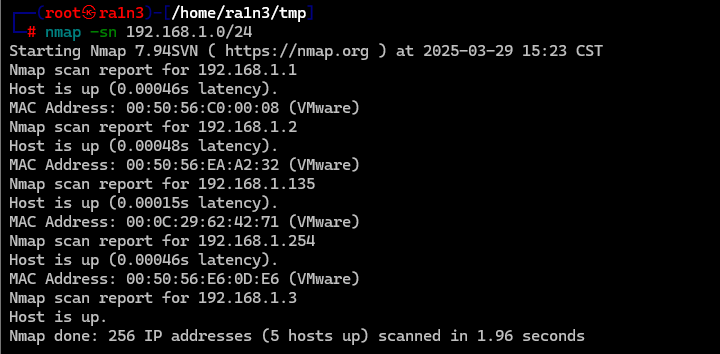 ┌──(root㉿ra1n3)-[/home/ra1n3/tmp]
└─# nmap -sn 192.168.1.0/24
Starting Nmap 7.94SVN ( https://nmap.org ) at 2025-03-29 15:23 CST
Nmap scan report for 192.168.1.1
Host is up (0.00046s latency).
MAC Address: 00:50:56:C0:00:08 (VMware)
Nmap scan report for 192.168.1.2
Host is up (0.00048s latency).
MAC Address: 00:50:56:EA:A2:32 (VMware)
Nmap scan report for 192.168.1.135
Host is up (0.00015s latency).
MAC Address: 00:0C:29:62:42:71 (VMware)
Nmap scan report for 192.168.1.254
Host is up (0.00046s latency).
MAC Address: 00:50:56:E6:0D:E6 (VMware)
Nmap scan report for 192.168.1.3
Host is up.
Nmap done: 256 IP addresses (5 hosts up) scanned in 1.96 seconds